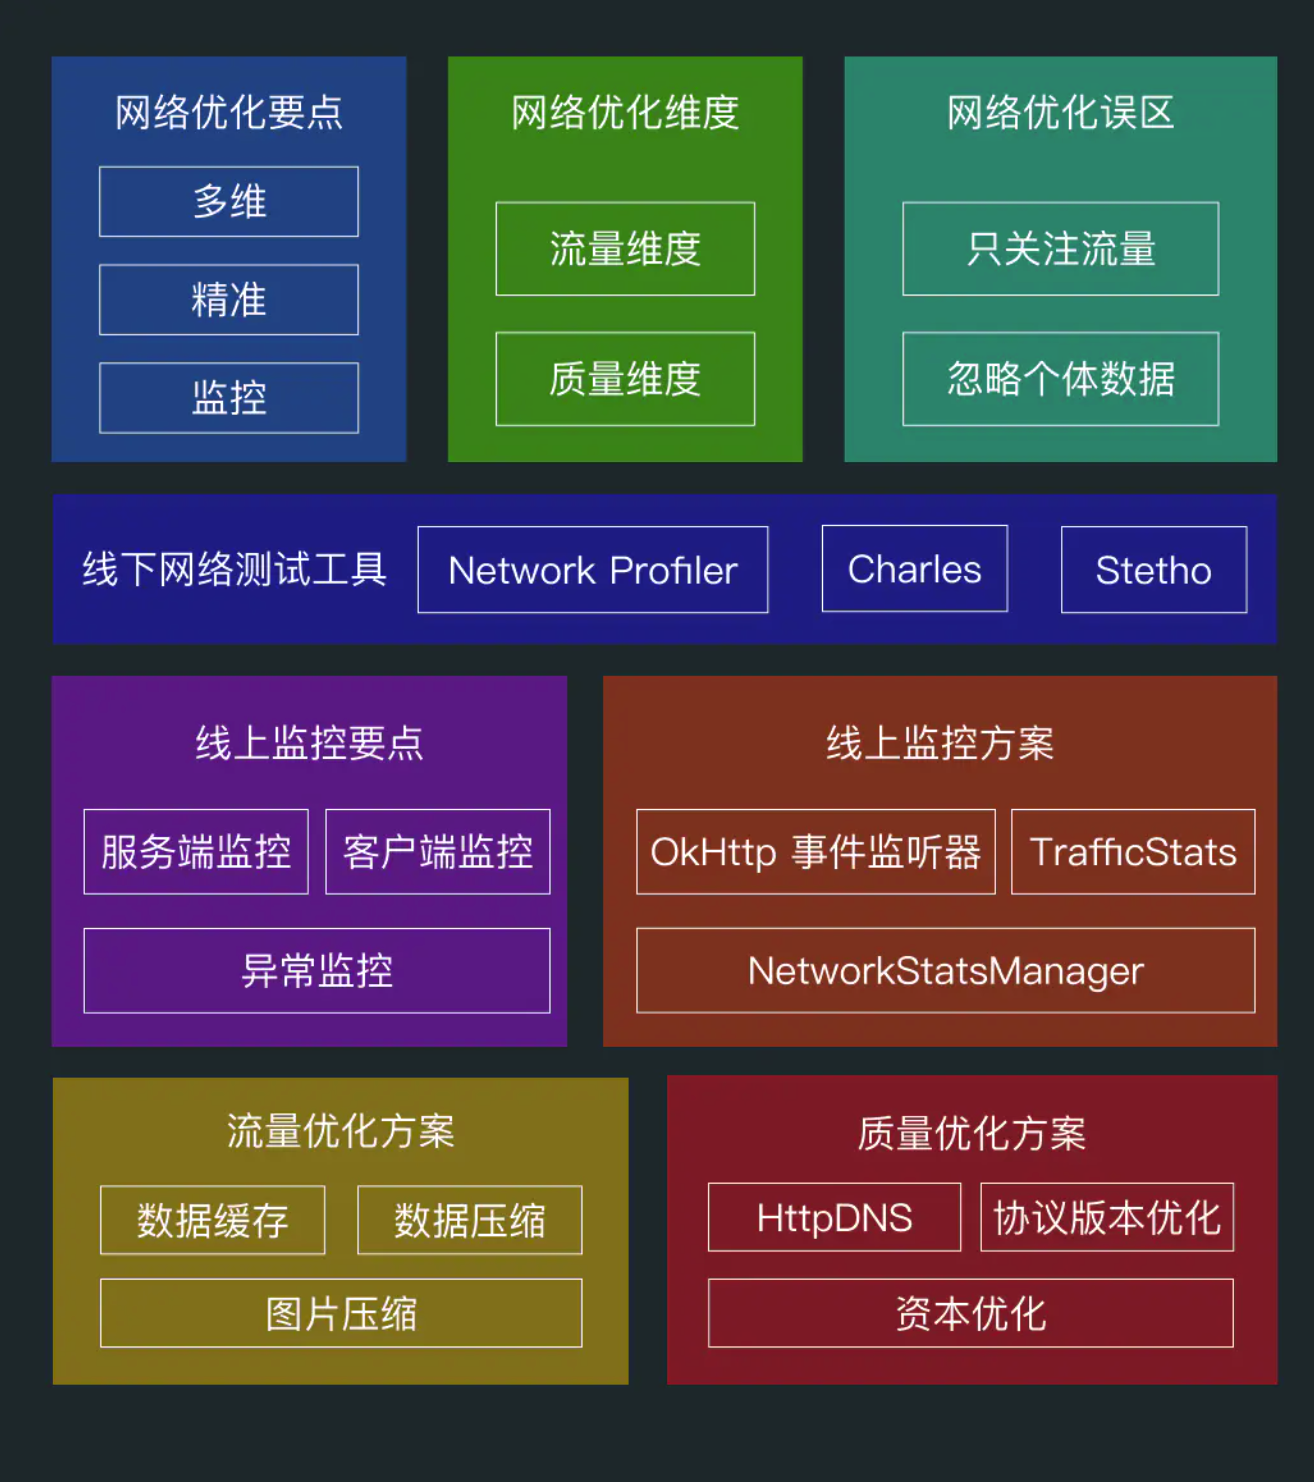 网络优化要点
多维
精准
监控
网络优化维度
流量维度
质量维度
网络优化误区
只关注流量
忽略个体数据
线下网络测试工具
Network Profiler
Charles
Stetho
线上监控要点
服务端监控
客户端监控
异常监控
线上监控方案
OkHttp 事件监听器
TrafficStats
NetworkStatsManager
流量优化方案
数据缓存
数据压缩
图片压缩
质量优化方案
HttpDNS
协议版本优化
资本优化